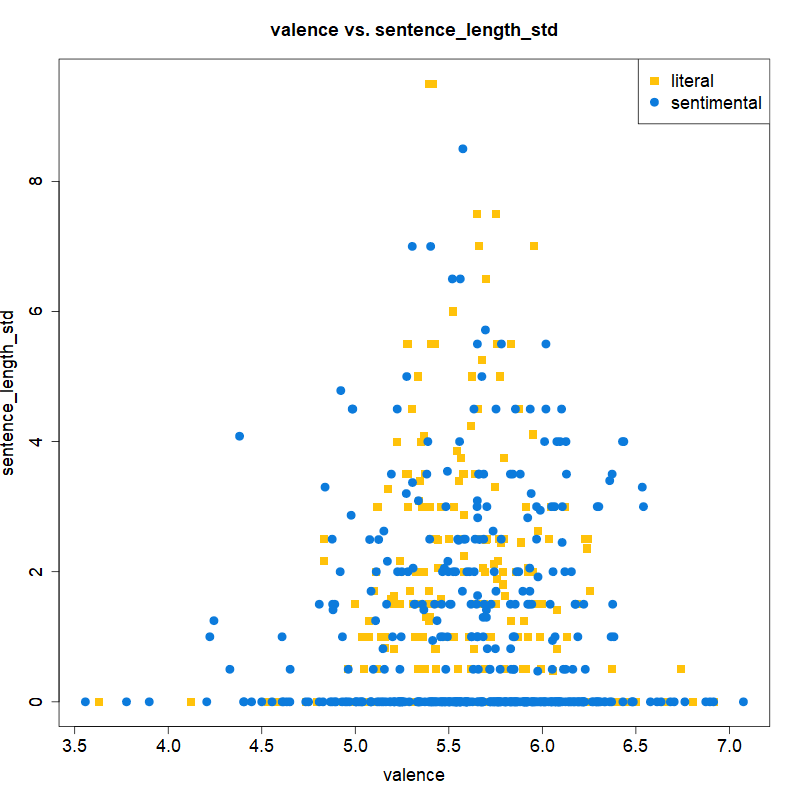 valence vs. sentence_length_std
literal
sentimental
sentence_length_std
8
6
4
2
0
3.5 4.0 4.5 5.0 5.5 6.0 6.5 7.0
valence